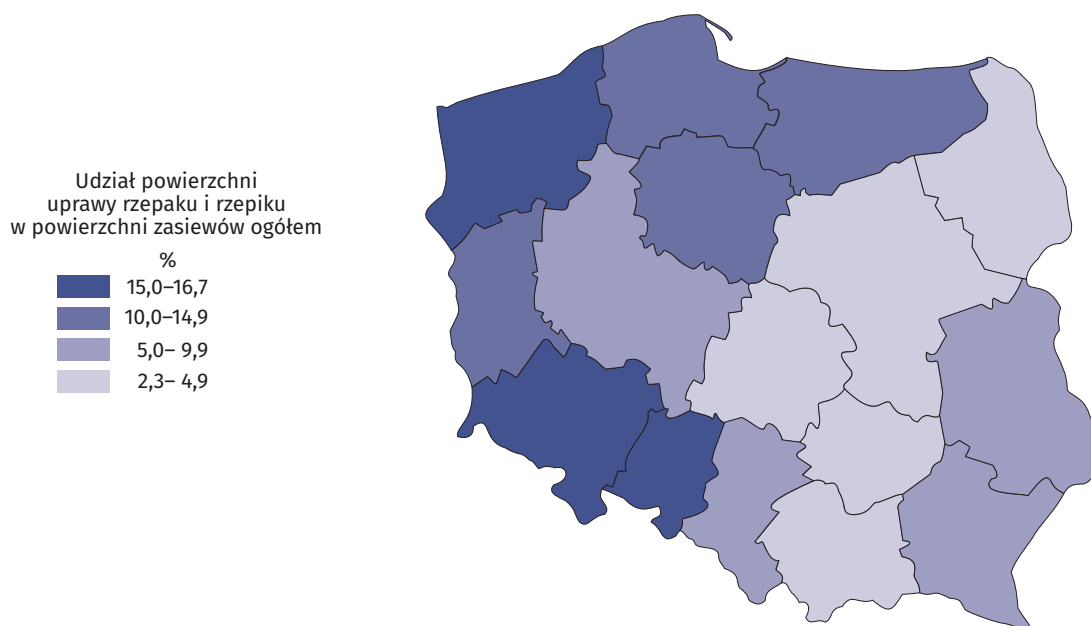 Udział powierzchni
uprawy rzepaku i rzepiku
w powierzchni zasiewów ogółem
%
15,0–16,7
10,0–14,9
5,0– 9,9
2,3– 4,9